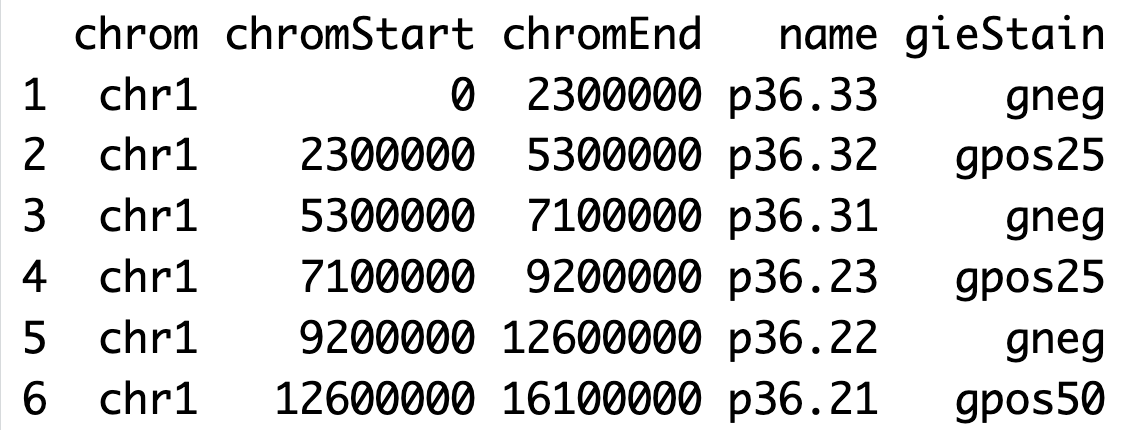 chrom chromStart chromEnd name gieStain
1 chr1 0 2300000 p36.33 gneg
2 chr1 2300000 5300000 p36.32 gpos25
3 chr1 5300000 7100000 p36.31 gneg
4 chr1 7100000 9200000 p36.23 gpos25
5 chr1 9200000 12600000 p36.22 gneg
6 chr1 12600000 16100000 p36.21 gpos50